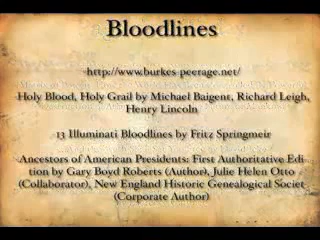 Bloodlines
-http://www.burkes-peerage.net/
-Holy Blood, Holy Grail by Michael Baigent, Richard Leigh,
Henry Lincoln
-13 Illuminati Bloodlines by Fritz Springmeir
-Ancestors of American Presidents: First Authoritative Edi
tion by Gary Boyd Roberts (Author), Julie Helen Otto
(Collaborator), New England Historic Genealogical Societ
(Corporate Author)